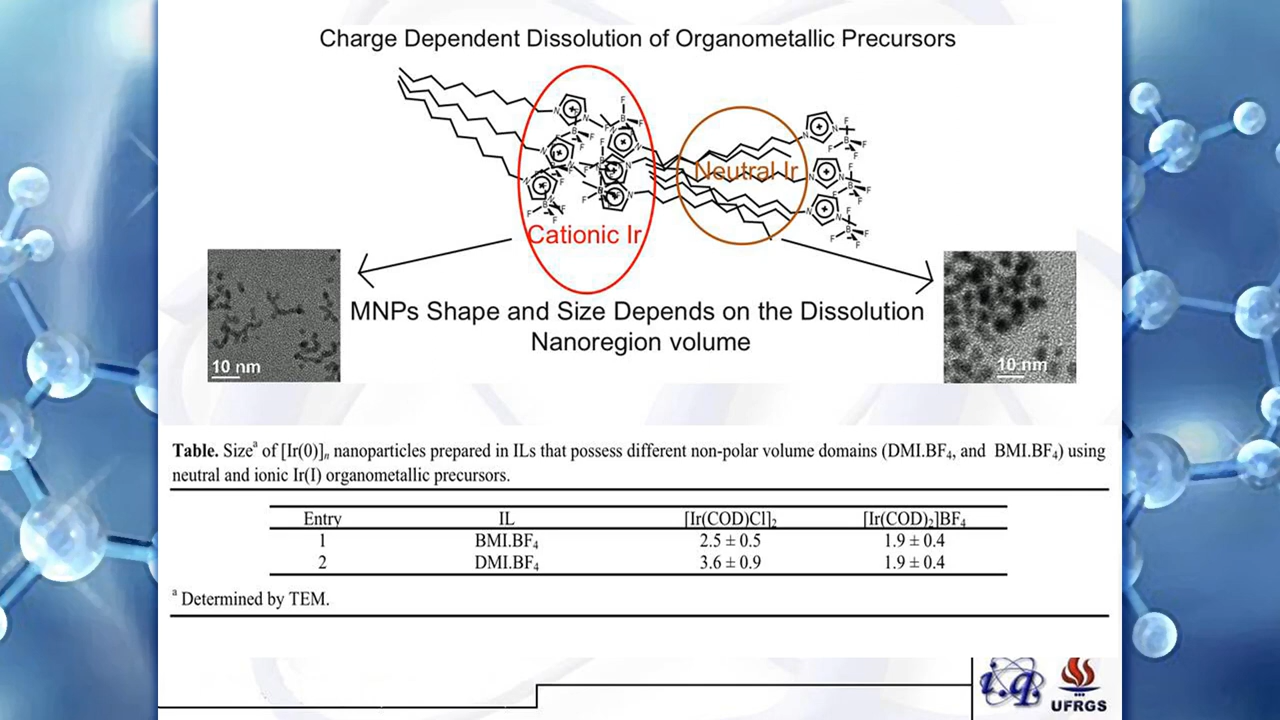 Charge Dependent Dissolution of Organometallic Precursors
Neutral Ir
Cationic Ir
MNPs Shape and Size Depends on the Dissolution
Nanoregion volume
10 nm
10 nm
Table. Sizeᵃ of [Ir(0)]ₙ nanoparticles prepared in ILs that possess different non-polar volume domains (DMI.BF₄, and BMI.BF₄) using
neutral and ionic Ir(I) organometallic precursors.
Entry IL [Ir(COD)Cl]₂ [Ir(COD)₂]BF₄
1 BMI.BF₄ 2.5 ± 0.5 1.9 ± 0.4
2 DMI.BF₄ 3.6 ± 0.9 1.9 ± 0.4
ᵃ Determined by TEM.
i.q.
UFRGS